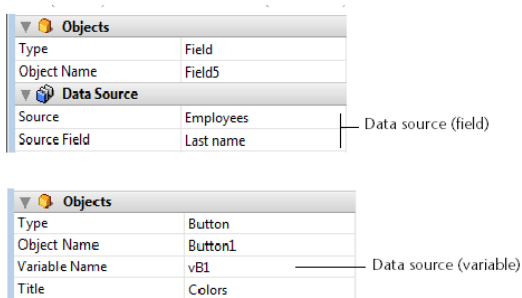 Objects
Type Field
Object Name Field5
Data Source
Source Employees
Source Field Last name
Data source (field)
Objects
Type Button
Object Name Button1
Variable Name vB1
Data source (variable)
Title Colors